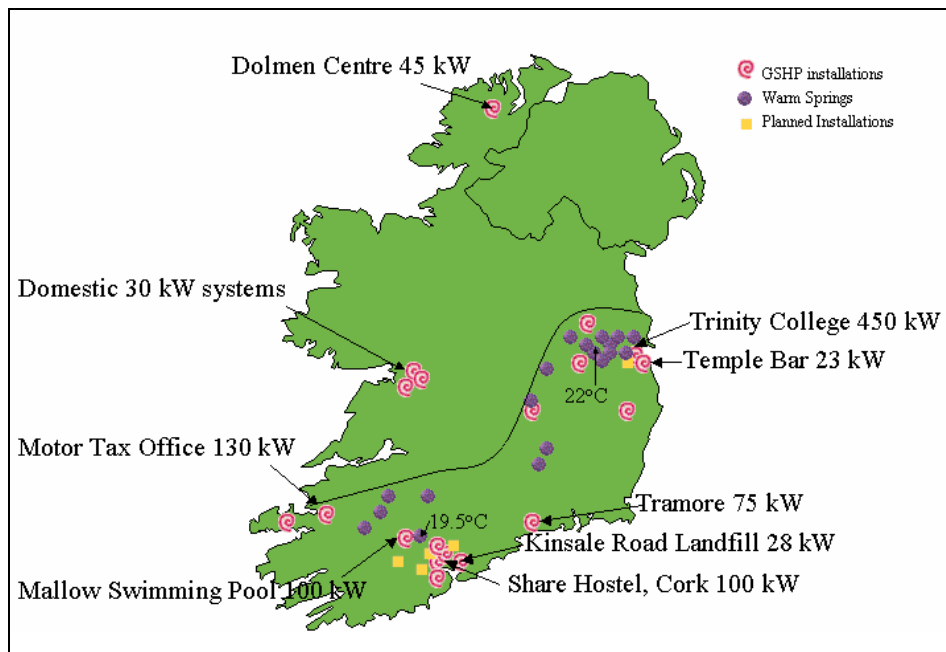 Dolmen Centre 45 kW
GSHP installations
Warm Springs
Planned Installations
Domestic 30 kW systems
Trinity College 450 kW
Temple Bar 23 kW
22°C
Motor Tax Office 130 kW
Tramore 75 kW
19.5°C
Kinsale Road Landfill 28 kW
Mallow Swimming Pool 100 kW
Share Hostel, Cork 100 kW